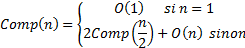 Comp(n) = { O(1)    si n = 1
2Comp(n/2) + O(n) sinon